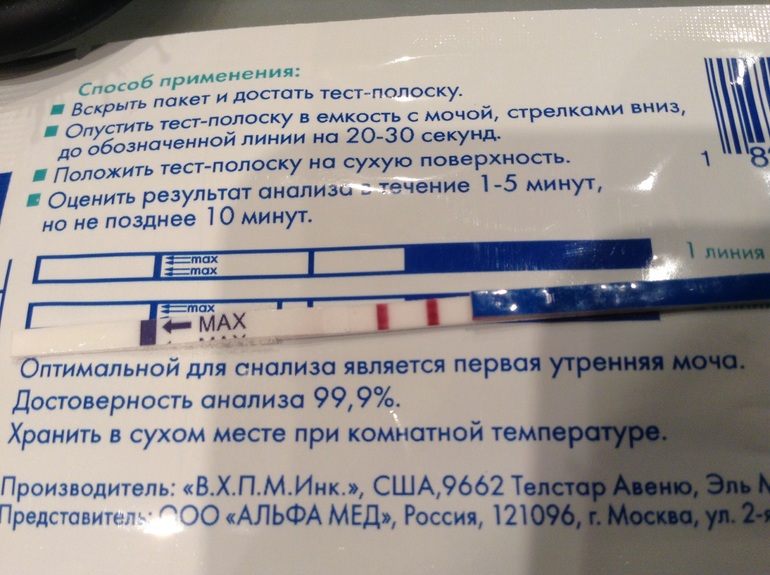 Способ применения:
Вскрыть пакет и достать тест-полоску.
Опустить тест-полоску в емкость с мочой, стрелками вниз,
до обозначенной линии на 20-30 секунд.
Положить тест-полоску на сухую поверхность.
Оценить результат анализа в течение 1-5 минут,
но не позднее 10 минут.
max
max
1 линия
max
MAX
Оптимальной для анализа является первая утренняя моча.
Достоверность анализа 99,9%.
Хранить в сухом месте при комнатной температуре.
Производитель: «В.Х.П.М.Инк.», США,9662 Телстар Авеню, Эль
Представитель: ООО «АЛЬФА МЕД», Россия, 121096, г. Москва, ул. 2-я
1 8